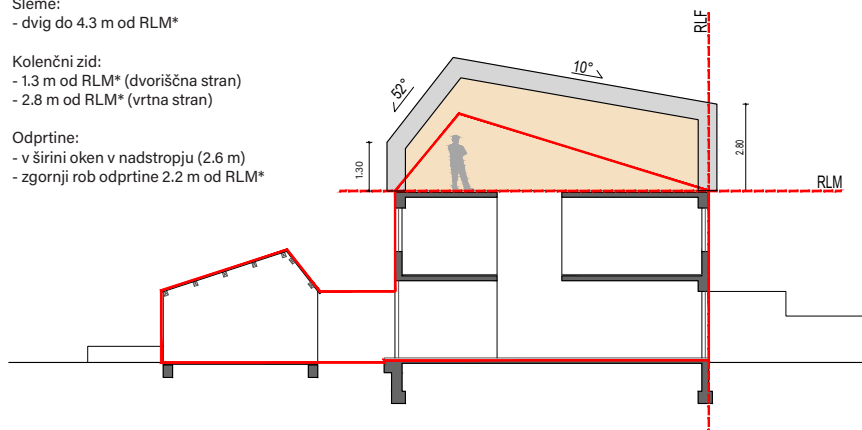 Sleme:
- dvig do 4.3 m od RLM*
Kolenčni zid:
- 1.3 m od RLM* (dvoriščna stran)
- 2.8 m od RLM* (vrtna stran)
Odprtine:
- v širini oken v nadstropju (2.6 m)
- zgornji rob odprtine 2.2 m od RLM*
RLF
52°
10°
1.30
2.80
RLM